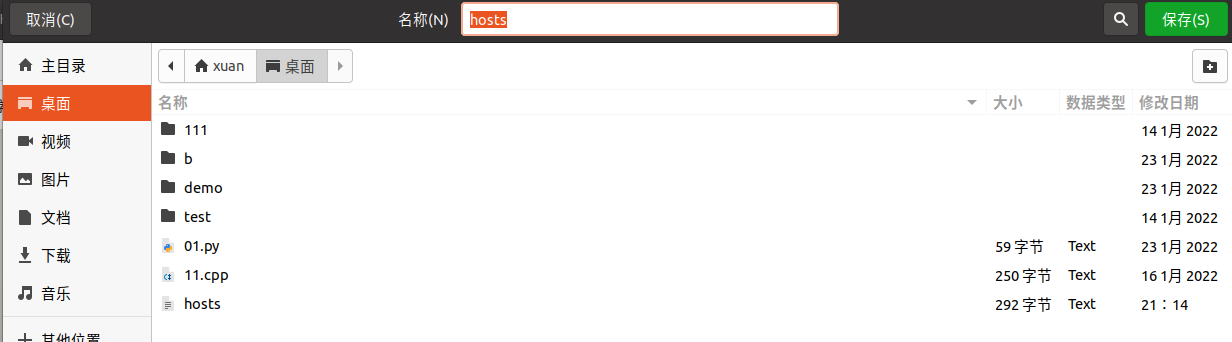 取消(C) 名称(N) hosts 保存(S)
主目录 xuan 桌面
桌面 名称 大小 数据类型 修改日期
视频 111 14 1月 2022
b 23 1月 2022
图片 demo 23 1月 2022
文档 test 14 1月 2022
下载 01.py 59 字节 Text 23 1月 2022
11.cpp 250 字节 Text 16 1月 2022
音乐 hosts 292 字节 Text 21：14
其他位置